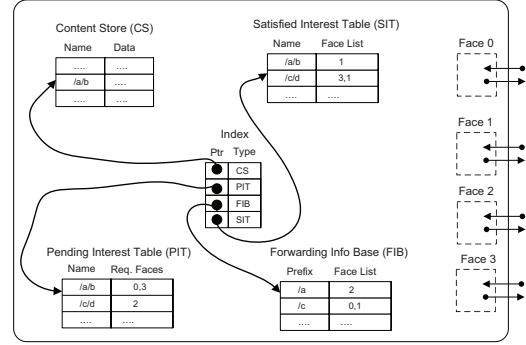 Content Store (CS)
Name Data
.... ....
/a/b ....
.... ....
Satisfied Interest Table (SIT)
Name Face List
/a/b 1
/c/d 3,1
.... ....
Index
Ptr Type
CS
PIT
FIB
SIT
Pending Interest Table (PIT)
Name Req. Faces
/a/b 0,3
/c/d 2
.... ....
Forwarding Info Base (FIB)
Prefix Face List
/a 2
/c 0,1
.... ....
Face 0
Face 1
Face 2
Face 3